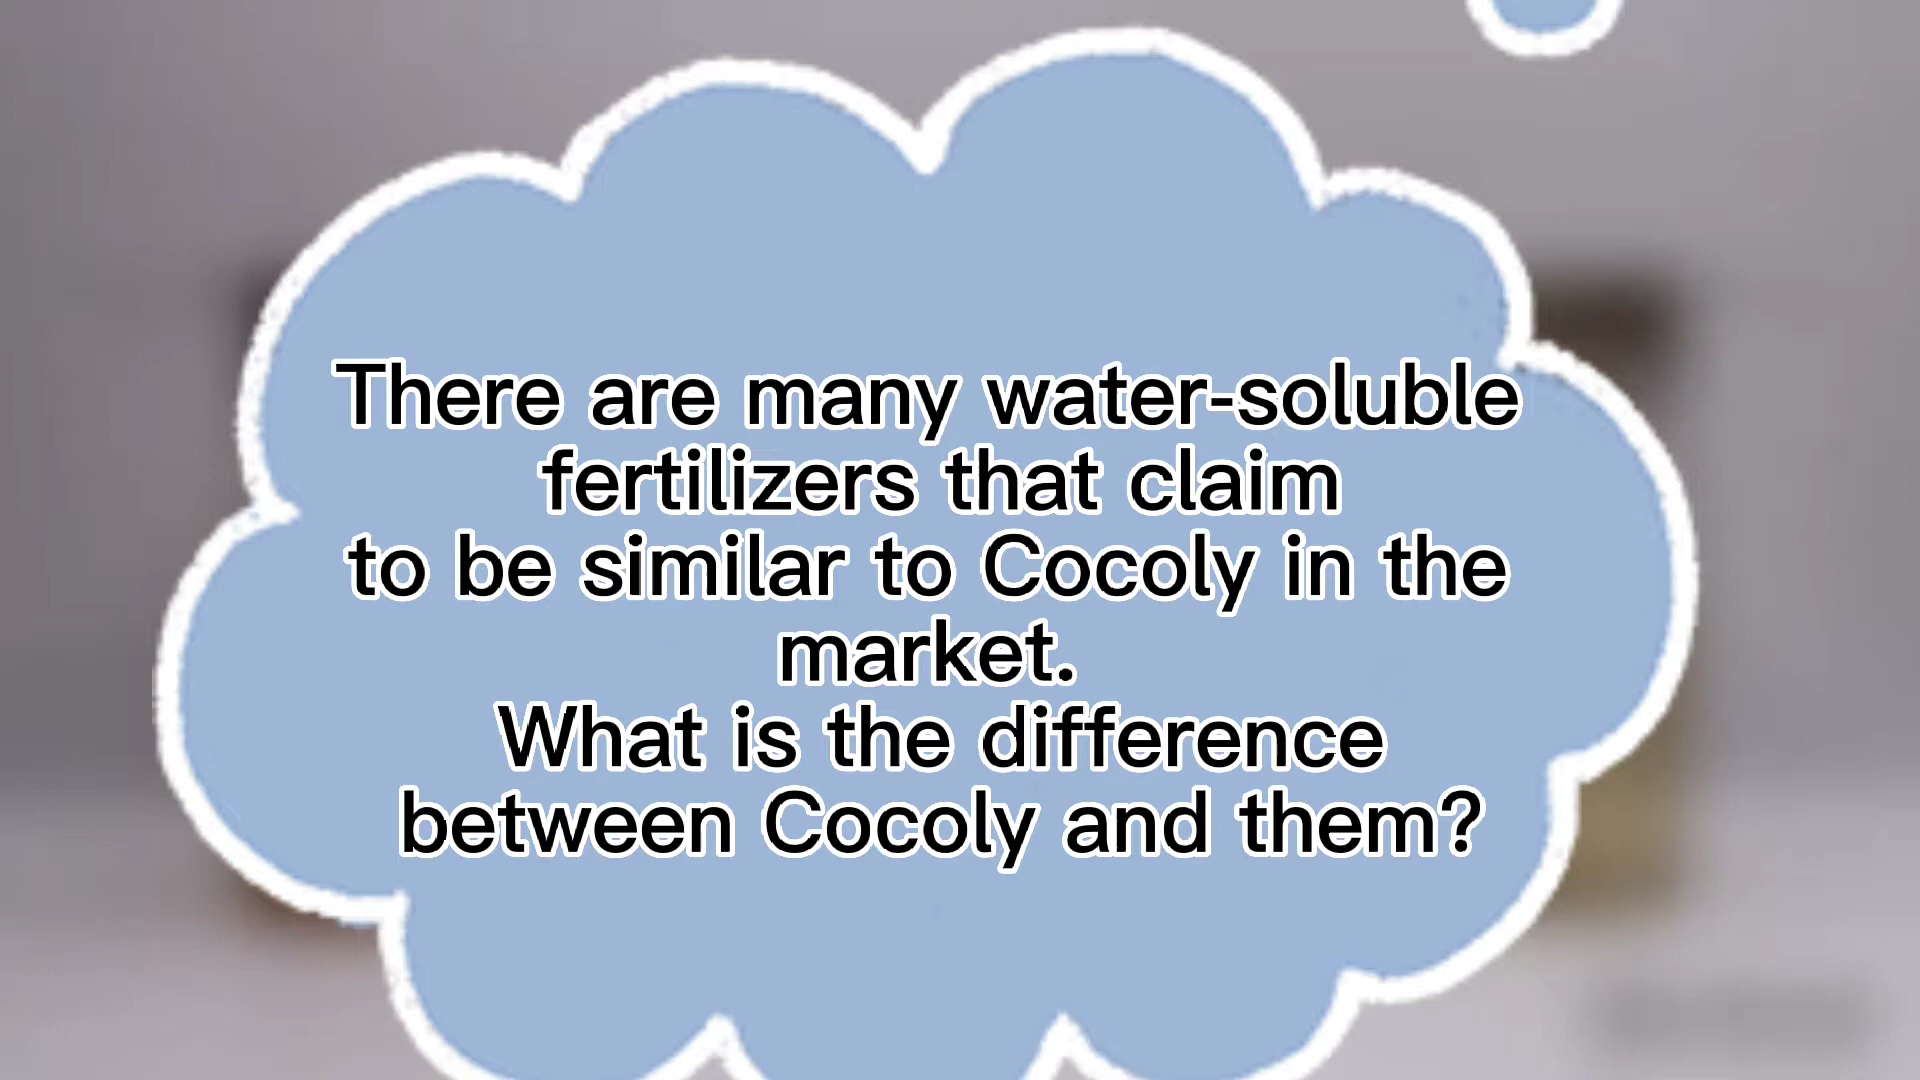 There are many water-soluble
fertilizers that claim
to be similar to Cocoly in the
market.
What is the difference
between Cocoly and them?